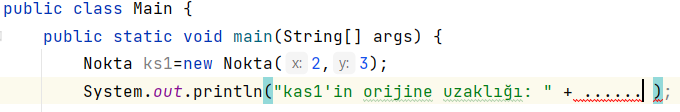 public class Main {
public static void main(String[] args) {
Nokta ks1=new Nokta( x: 2, y: 3);
System.out.println("kas1'in orijine uzaklığı: " + ...... );